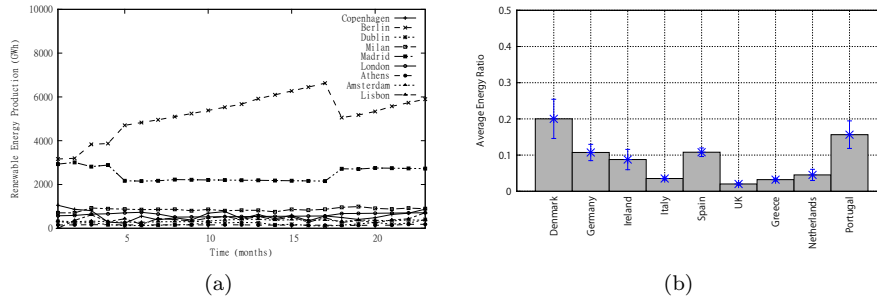 10000
8000
6000
4000
2000
0
5
10
15
20
Renewable Energy Production (GWh)
Time (months)
Copenhagen
Berlin
Dublin
Milan
Madrid
London
Athens
Amsterdam
Lisbon
(a)
0.5
0.4
0.3
0.2
0.1
0
Average Energy Ratio
Denmark
Germany
Ireland
Italy
Spain
UK
Greece
Netherlands
Portugal
(b)